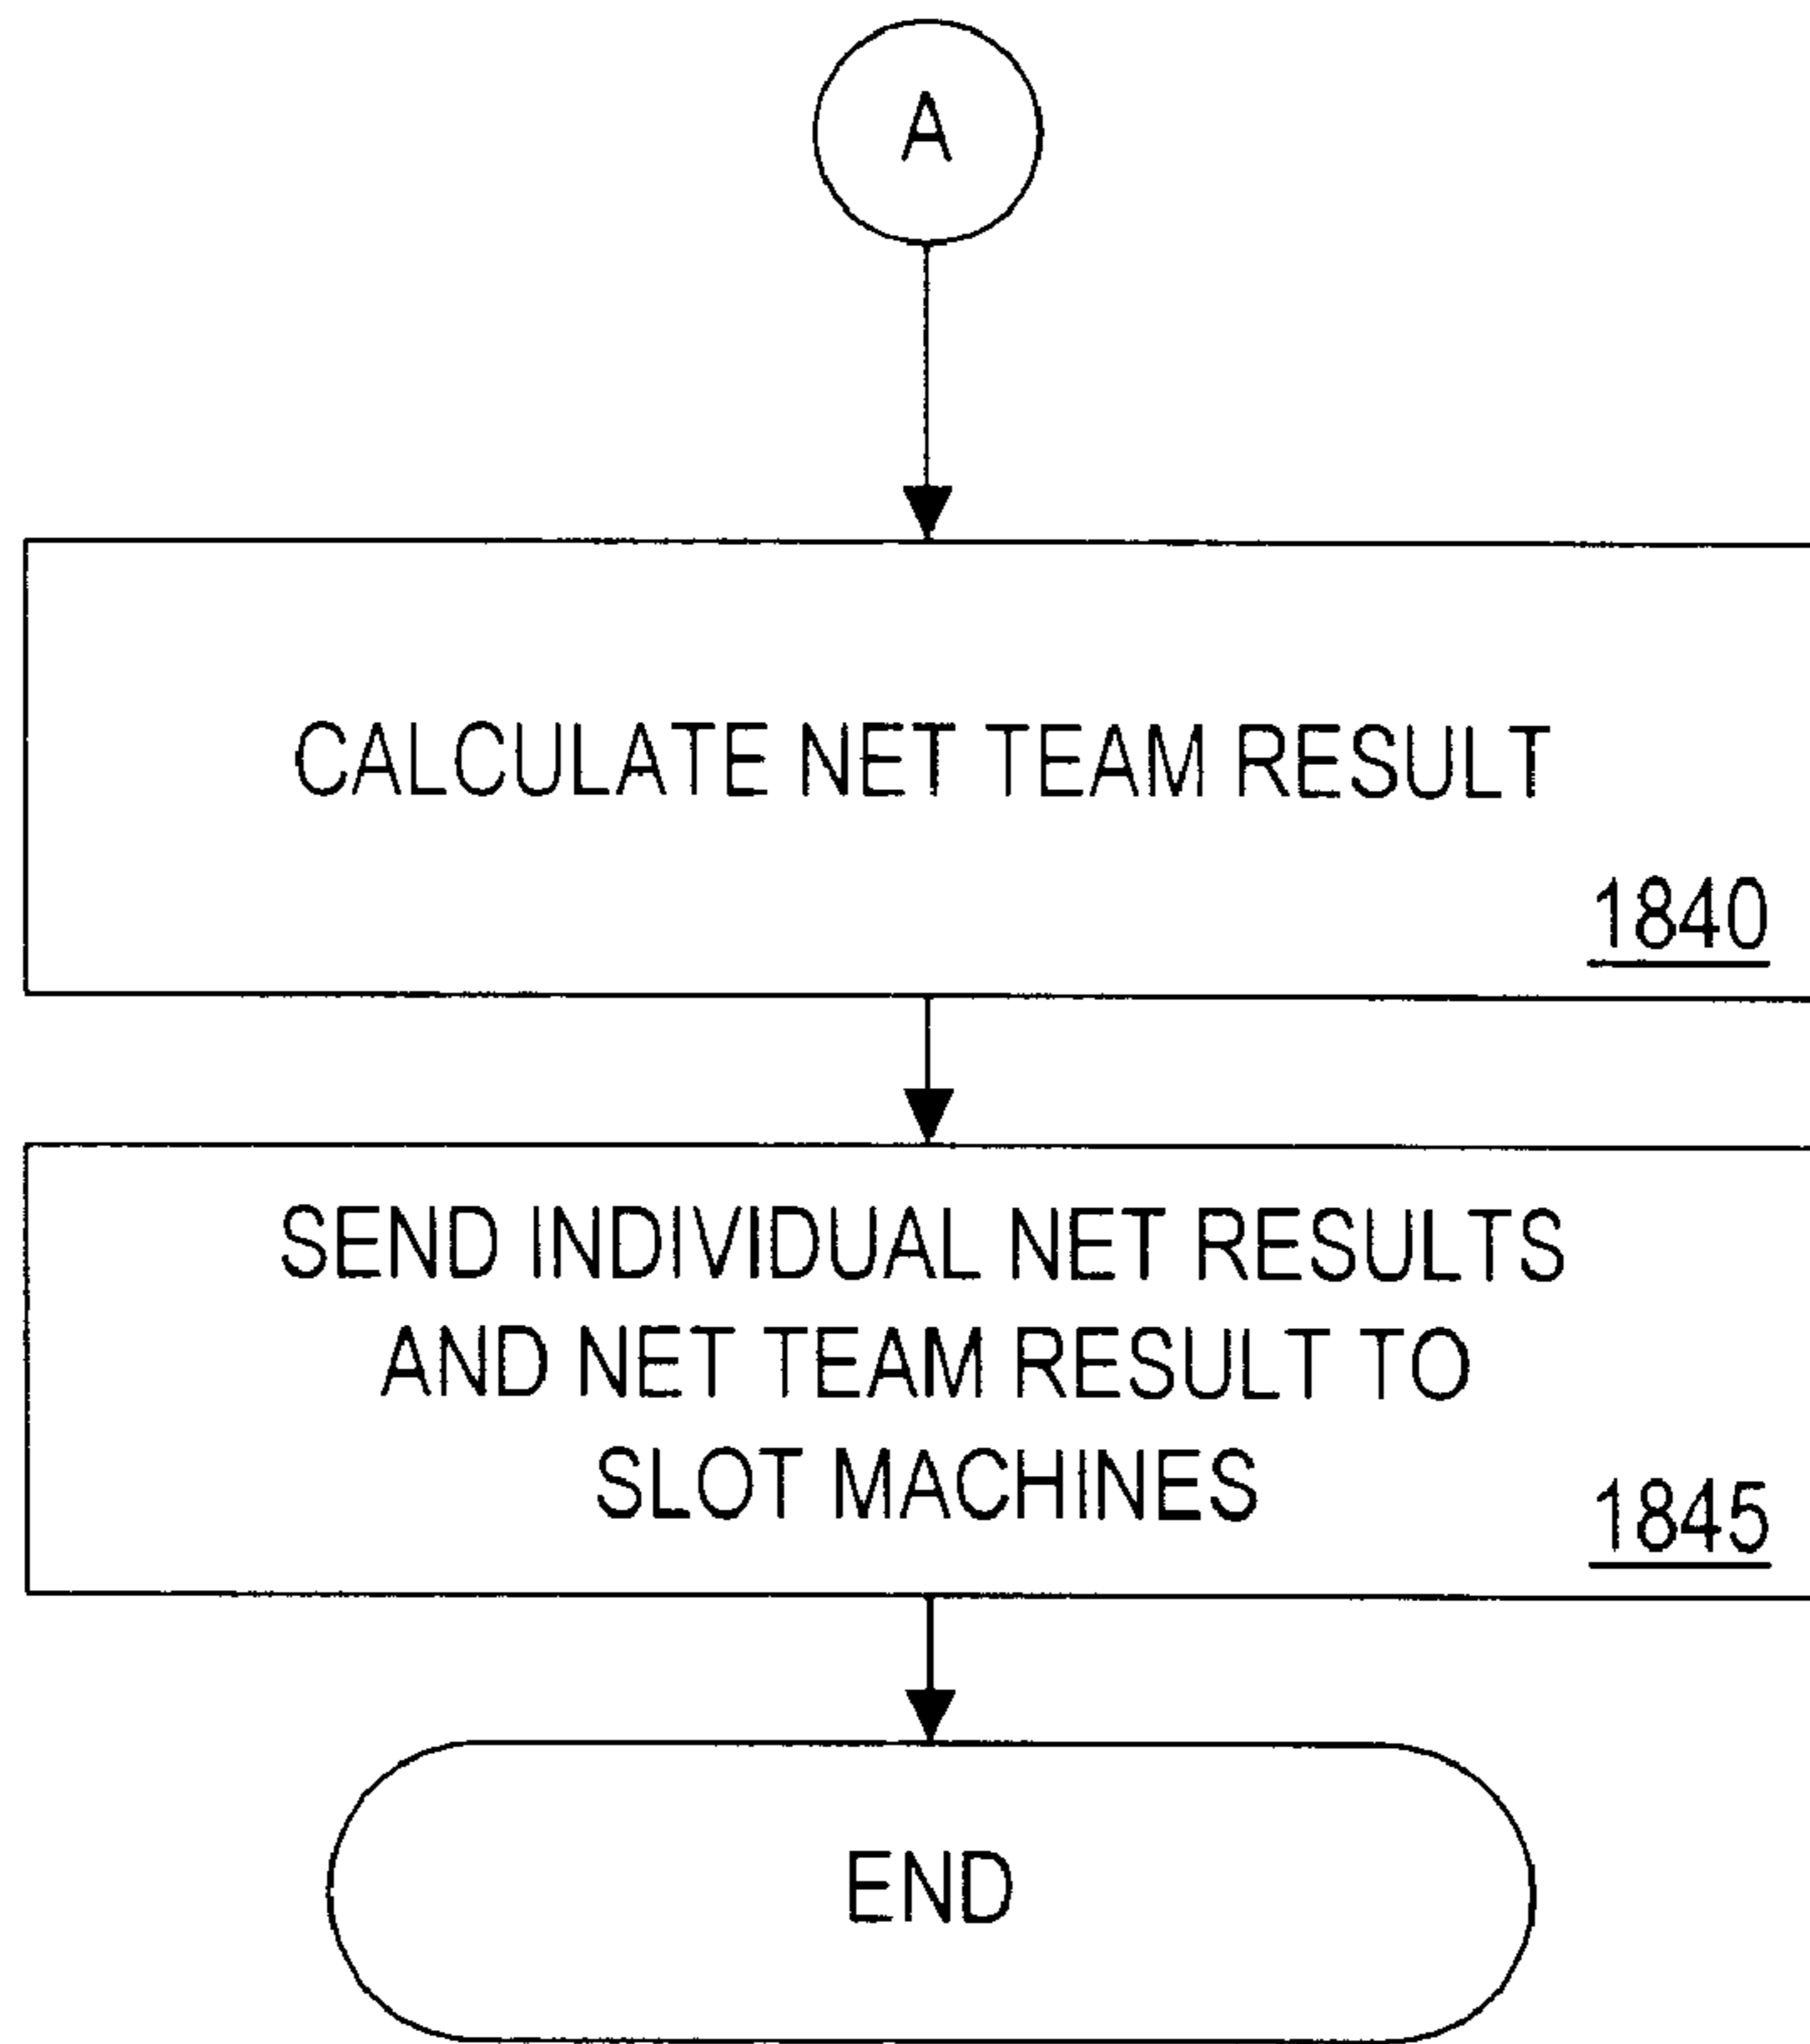 A
CALCULATE NET TEAM RESULT
1840
SEND INDIVIDUAL NET RESULTS
AND NET TEAM RESULT TO
SLOT MACHINES
1845
END